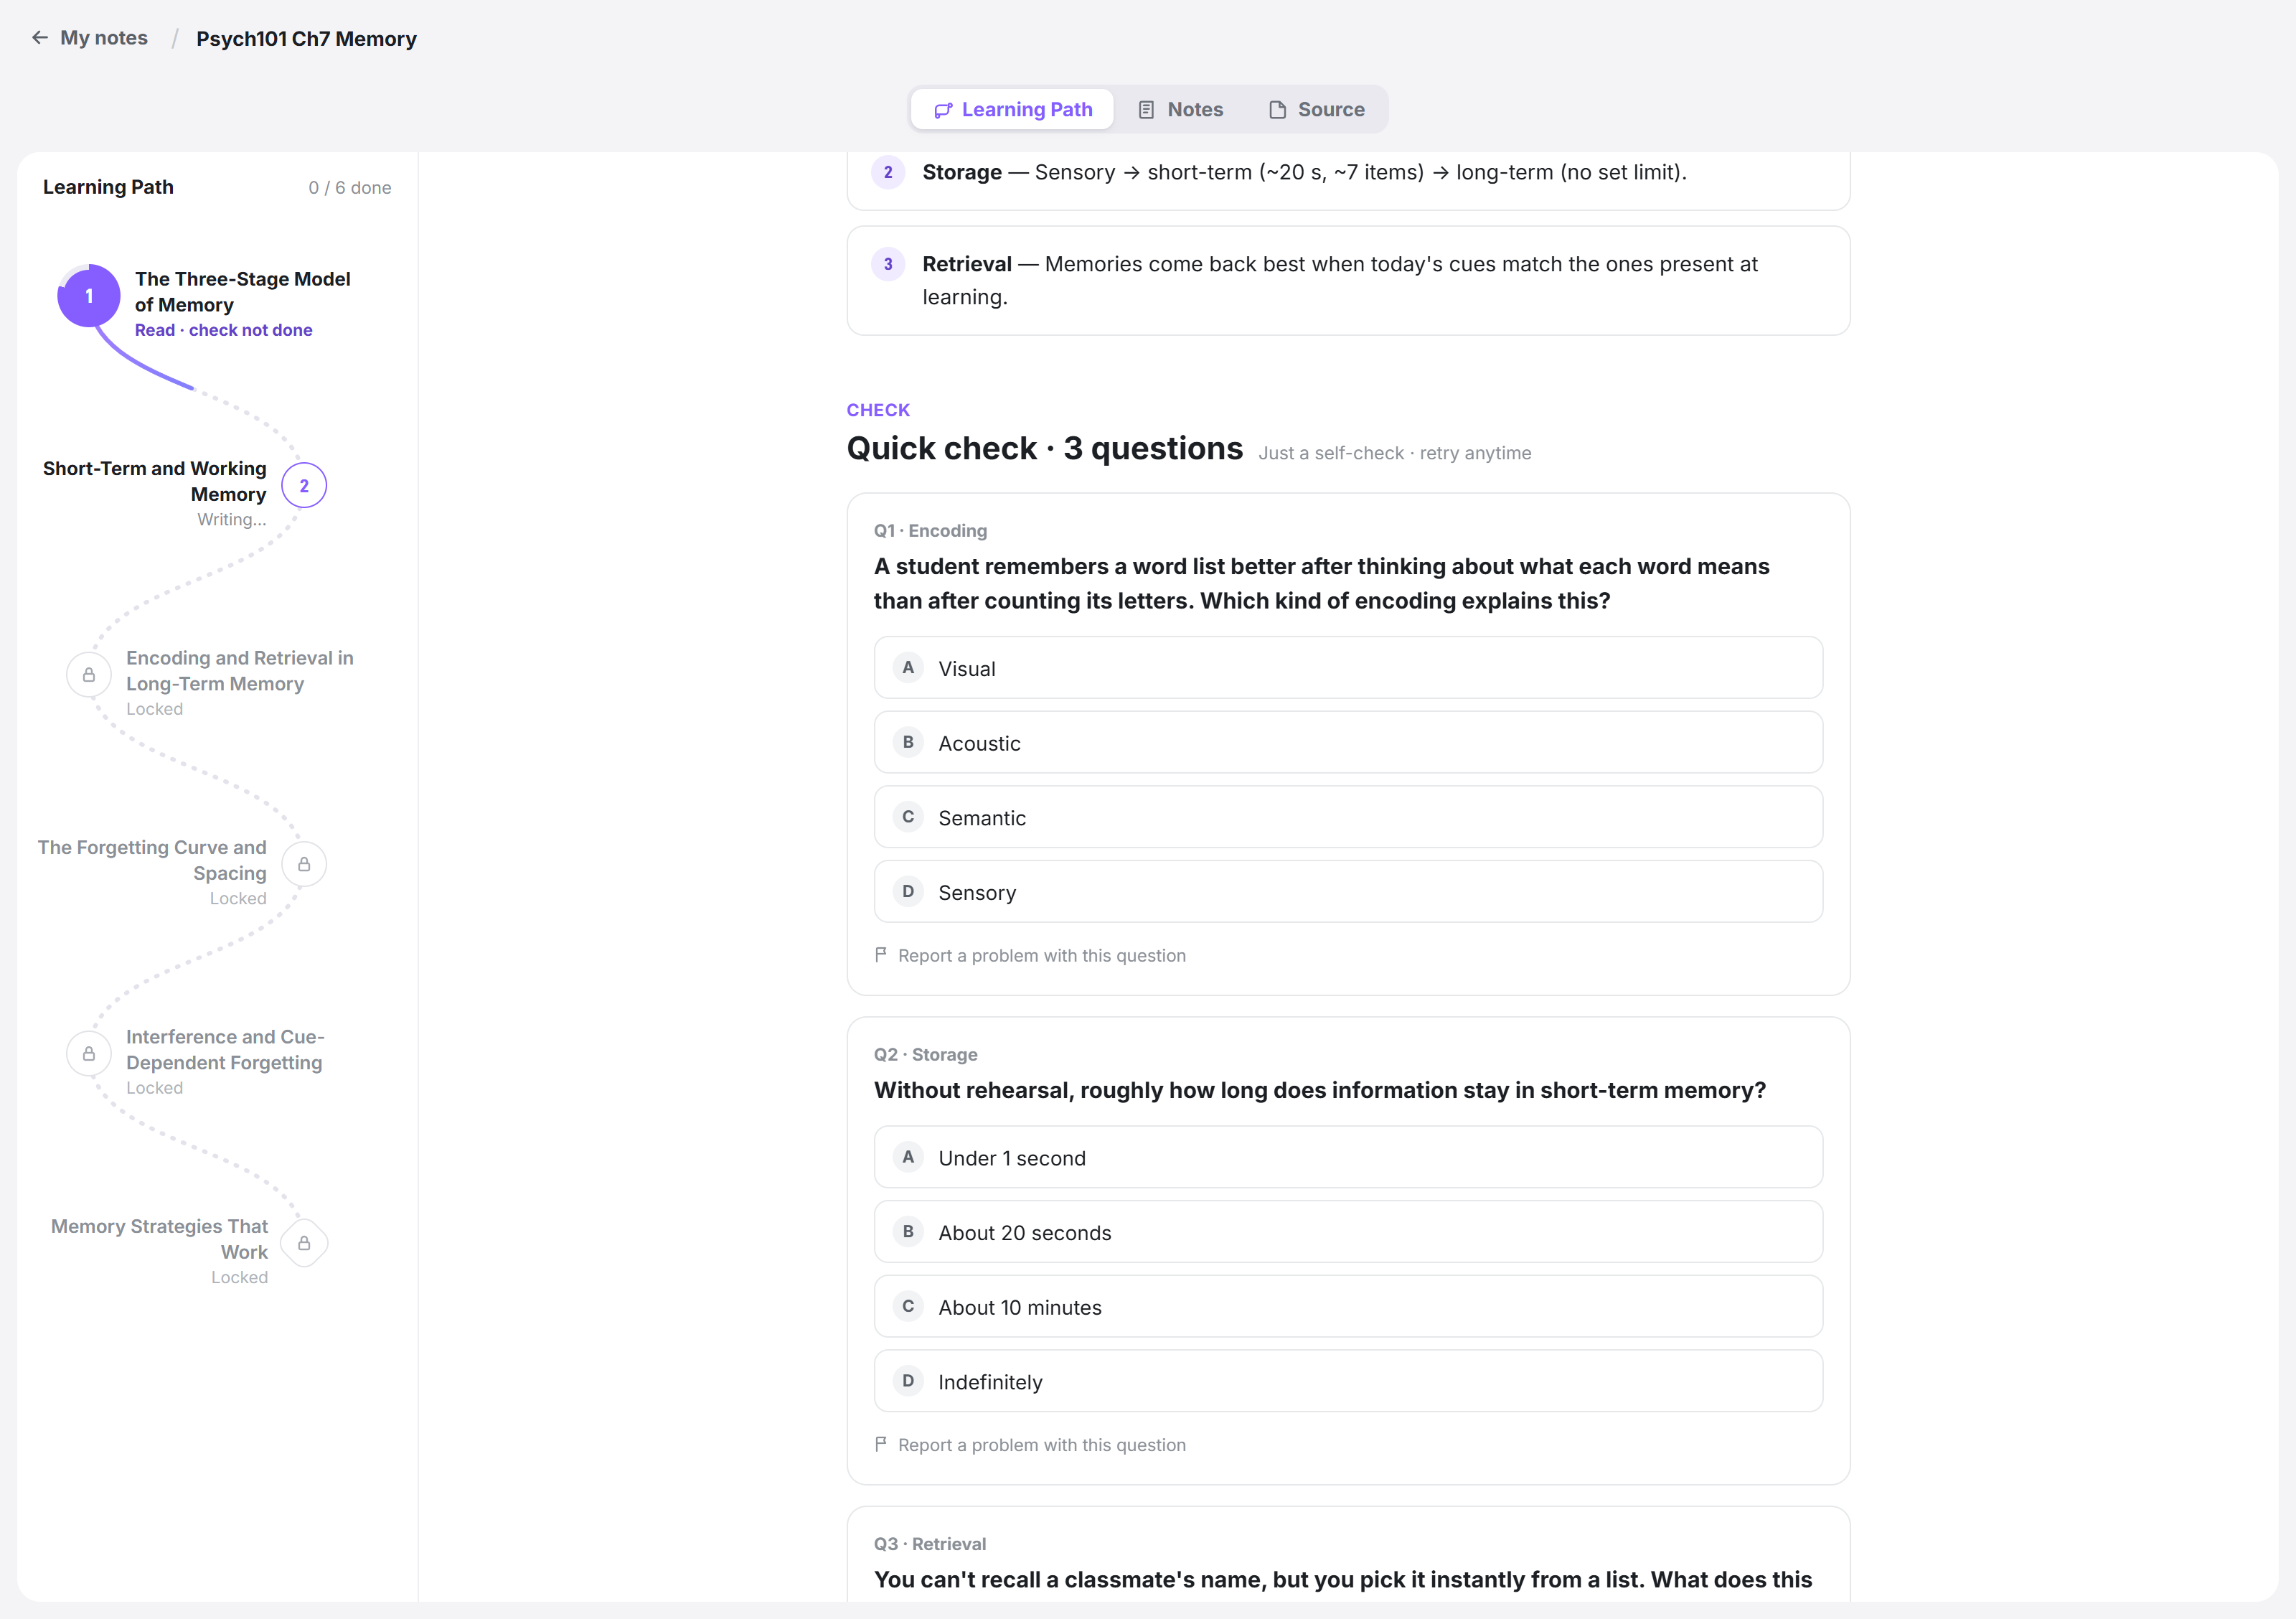 My notes / Psych101 Ch7 Memory
Learning Path
Notes
Source
Learning Path
0 / 6 done
1
The Three-Stage Model
of Memory
Read · check not done
Short-Term and Working
Memory
Writing...
2
Encoding and Retrieval in
Long-Term Memory
Locked
The Forgetting Curve and
Spacing
Locked
Interference and Cue-
Dependent Forgetting
Locked
Memory Strategies That
Work
Locked
2 Storage — Sensory → short-term (~20 s, ~7 items) → long-term (no set limit).
3 Retrieval — Memories come back best when today's cues match the ones present at
learning.
CHECK
Quick check · 3 questions Just a self-check · retry anytime
Q1 · Encoding
A student remembers a word list better after thinking about what each word means
than after counting its letters. Which kind of encoding explains this?
A Visual
B Acoustic
C Semantic
D Sensory
Report a problem with this question
Q2 · Storage
Without rehearsal, roughly how long does information stay in short-term memory?
A Under 1 second
B About 20 seconds
C About 10 minutes
D Indefinitely
Report a problem with this question
Q3 · Retrieval
You can't recall a classmate's name, but you pick it instantly from a list. What does this